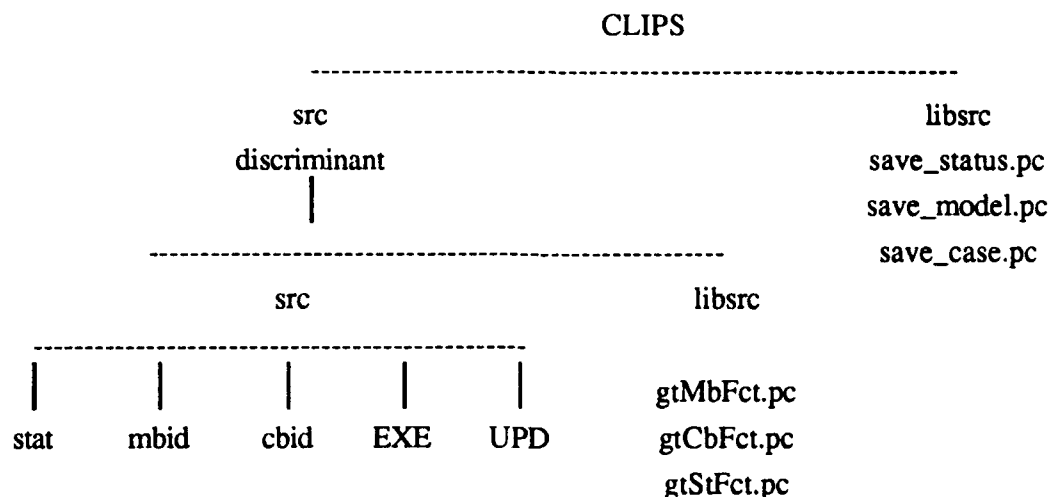 CLIPS
src libsrc
discriminant save_status.pc
save_model.pc
save_case.pc
src libsrc
gtMbFct.pc
stat mbid cbid EXE UPD gtCbFct.pc
gtStFct.pc